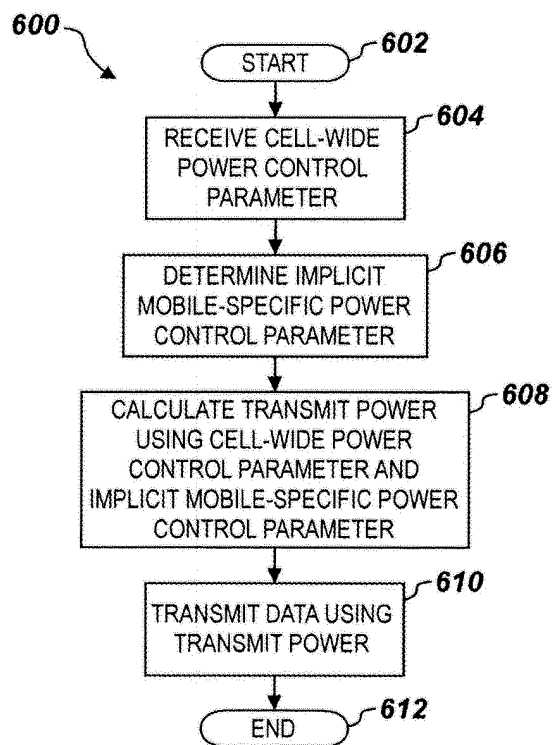 600
602
START
604
RECEIVE CELL-WIDE
POWER CONTROL
PARAMETER
606
DETERMINE IMPLICIT
MOBILE-SPECIFIC POWER
CONTROL PARAMETER
608
CALCULATE TRANSMIT POWER
USING CELL-WIDE POWER
CONTROL PARAMETER AND
IMPLICIT MOBILE-SPECIFIC POWER
CONTROL PARAMETER
610
TRANSMIT DATA USING
TRANSMIT POWER
612
END